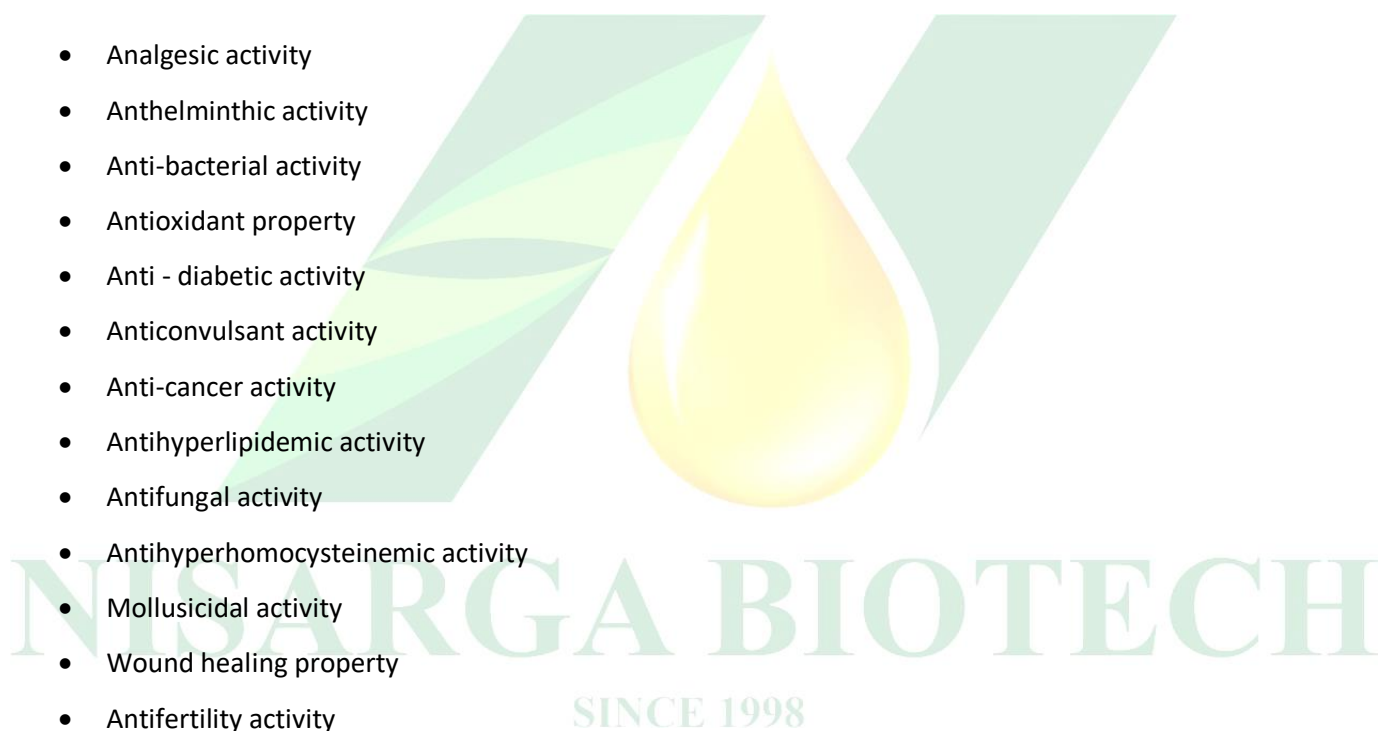 • Analgesic activity
• Anthelminthic activity
• Anti-bacterial activity
• Antioxidant property
• Anti - diabetic activity
• Anticonvulsant activity
• Anti-cancer activity
• Antihyperlipidemic activity
• Antifungal activity
• Antihyperhomocysteinemic activity
• Mollusicidal activity
• Wound healing property
• Antifertility activity
NISARGA BIOTECH
SINCE 1998